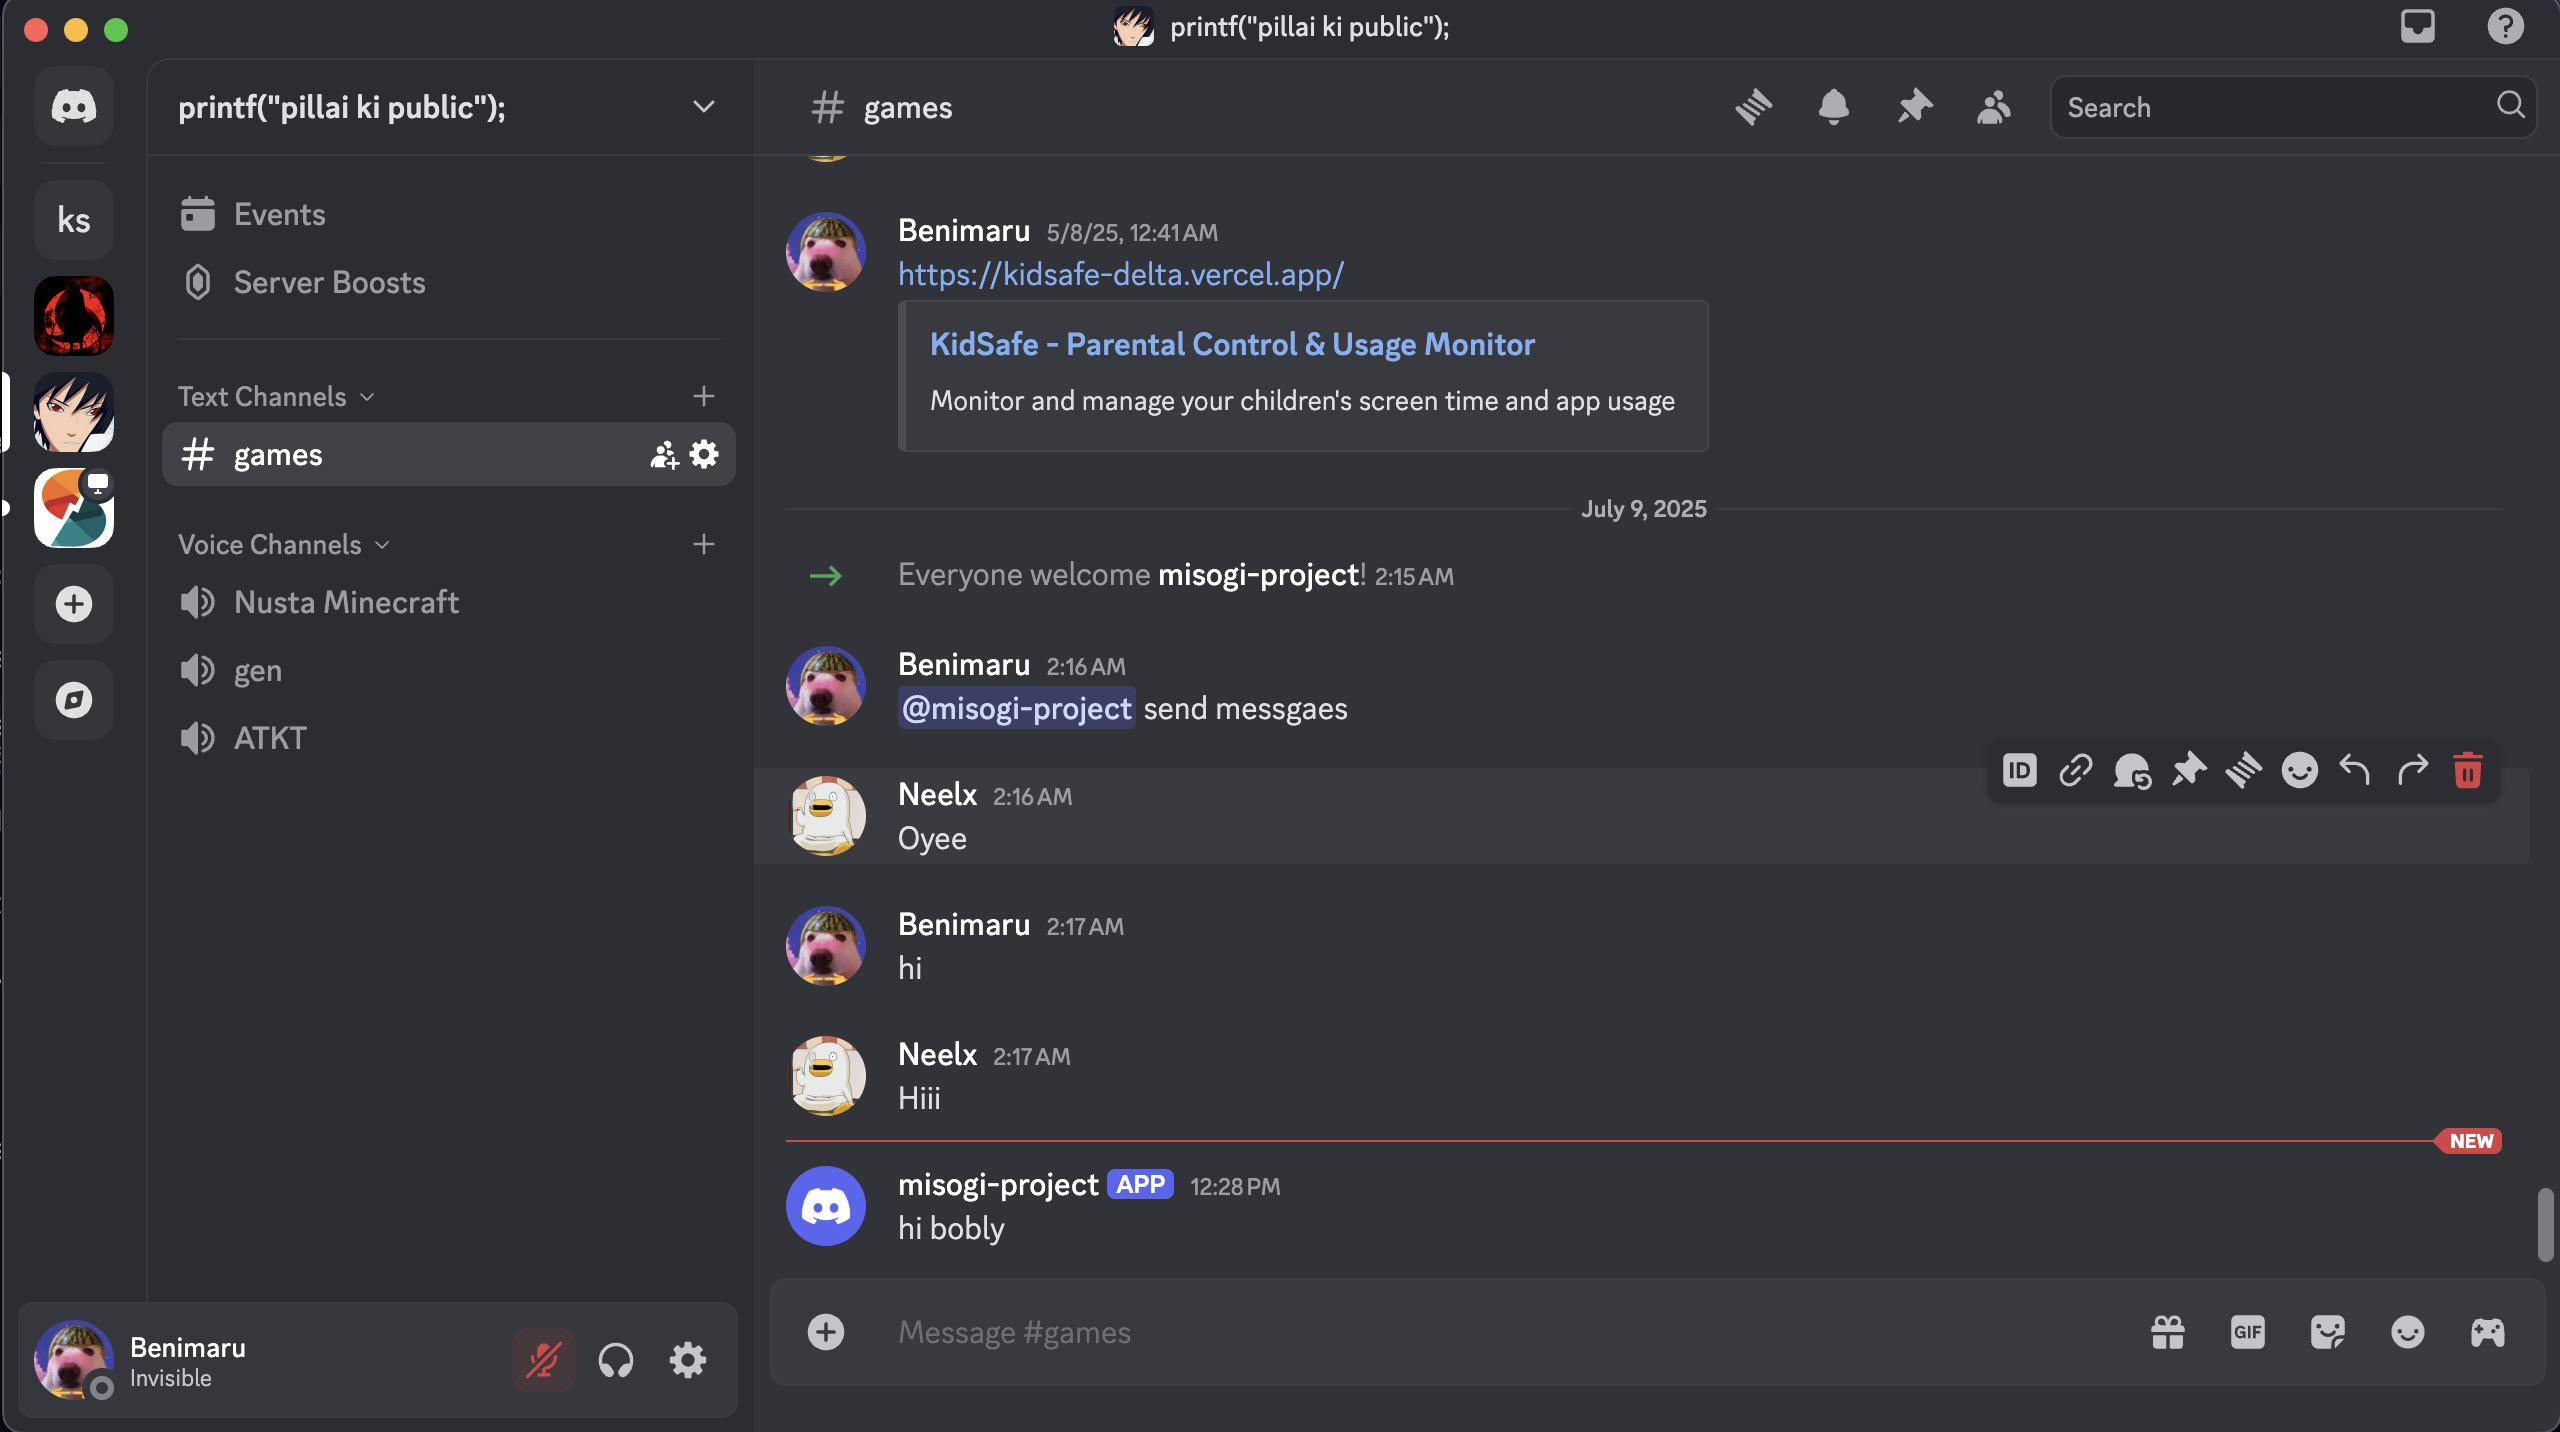 printf("pillai ki public");
ks
printf("pillai ki public");
Events
Server Boosts
Text Channels
games
Voice Channels
Nusta Minecraft
gen
ATKT
Benimaru
Invisible
# games
Search
Benimaru 5/8/25, 12:41 AM
https://kidsafe-delta.vercel.app/
KidSafe - Parental Control & Usage Monitor
Monitor and manage your children's screen time and app usage
July 9, 2025
Everyone welcome misogi-project! 2:15 AM
Benimaru 2:16 AM
@misogi-project send messgaes
ID
Neelx 2:16 AM
Oyee
Benimaru 2:17 AM
hi
Neelx 2:17 AM
Hiii
NEW
misogi-project APP 12:28 PM
hi bobly
Message #games
GIF